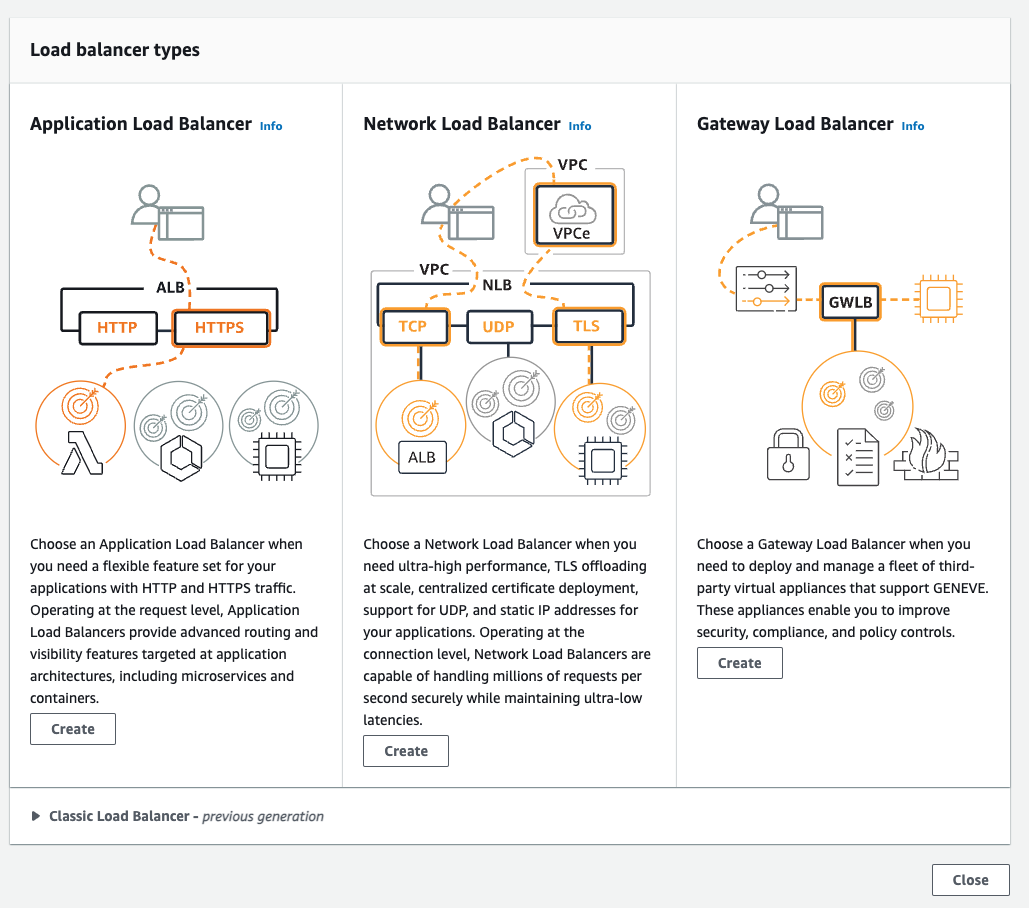 Load balancer types
Application Load Balancer Info
ALB
HTTP HTTPS
Choose an Application Load Balancer when
you need a flexible feature set for your
applications with HTTP and HTTPS traffic.
Operating at the request level, Application
Load Balancers provide advanced routing and
visibility features targeted at application
architectures, including microservices and
containers.
Create
Network Load Balancer Info
VPC
VPCe
VPC
NLB
TCP UDP TLS
ALB
Choose a Network Load Balancer when you
need ultra-high performance, TLS offloading
at scale, centralized certificate deployment,
support for UDP, and static IP addresses for
your applications. Operating at the
connection level, Network Load Balancers are
capable of handling millions of requests per
second securely while maintaining ultra-low
latencies.
Create
Gateway Load Balancer Info
GWLB
Choose a Gateway Load Balancer when you
need to deploy and manage a fleet of third-
party virtual appliances that support GENEVE.
These appliances enable you to improve
security, compliance, and policy controls.
Create
Classic Load Balancer - previous generation
Close